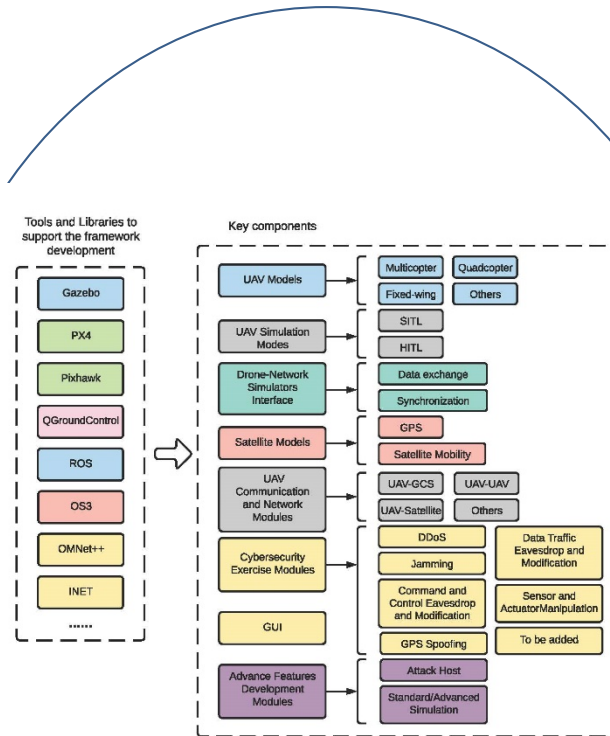 Tools and Libraries to
support the framework
development
Gazebo
PX4
Pixhawk
QGroundControl
ROS
OS3
OMNet++
INET
......
Key components
UAV Models
Multicopter
Quadcopter
Fixed-wing
Others
UAV Simulation
Modes
SITL
HITL
Drone-Network
Simulators
Interface
Data exchange
Synchronization
Satellite Models
GPS
Satellite Mobility
UAV
Communication
and Network
Modules
UAV-GCS
UAV-UAV
UAV-Satellite
Others
Cybersecurity
Exercise Modules
DDoS
Jamming
Command and
Control Eavesdrop
and Modification
GPS Spoofing
Data Traffic
Eavesdrop and
Modification
Sensor and
ActuatorManipulation
To be added
GUI
Advance Features
Development
Modules
Attack Host
Standard/Advanced
Simulation